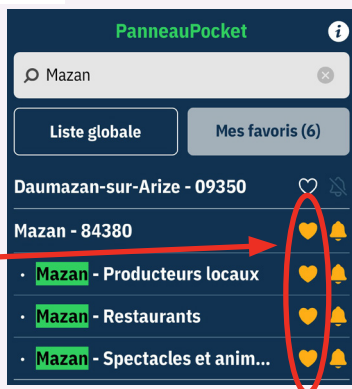 PanneauPocket
Mazan
Liste globale
Mes favoris (6)
Daumazan-sur-Arize - 09350
Mazan - 84380
· Mazan - Producteurs locaux
· Mazan - Restaurants
· Mazan - Spectacles et anim...